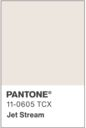 PANTONE®
11-0605 TCX
Jet Stream